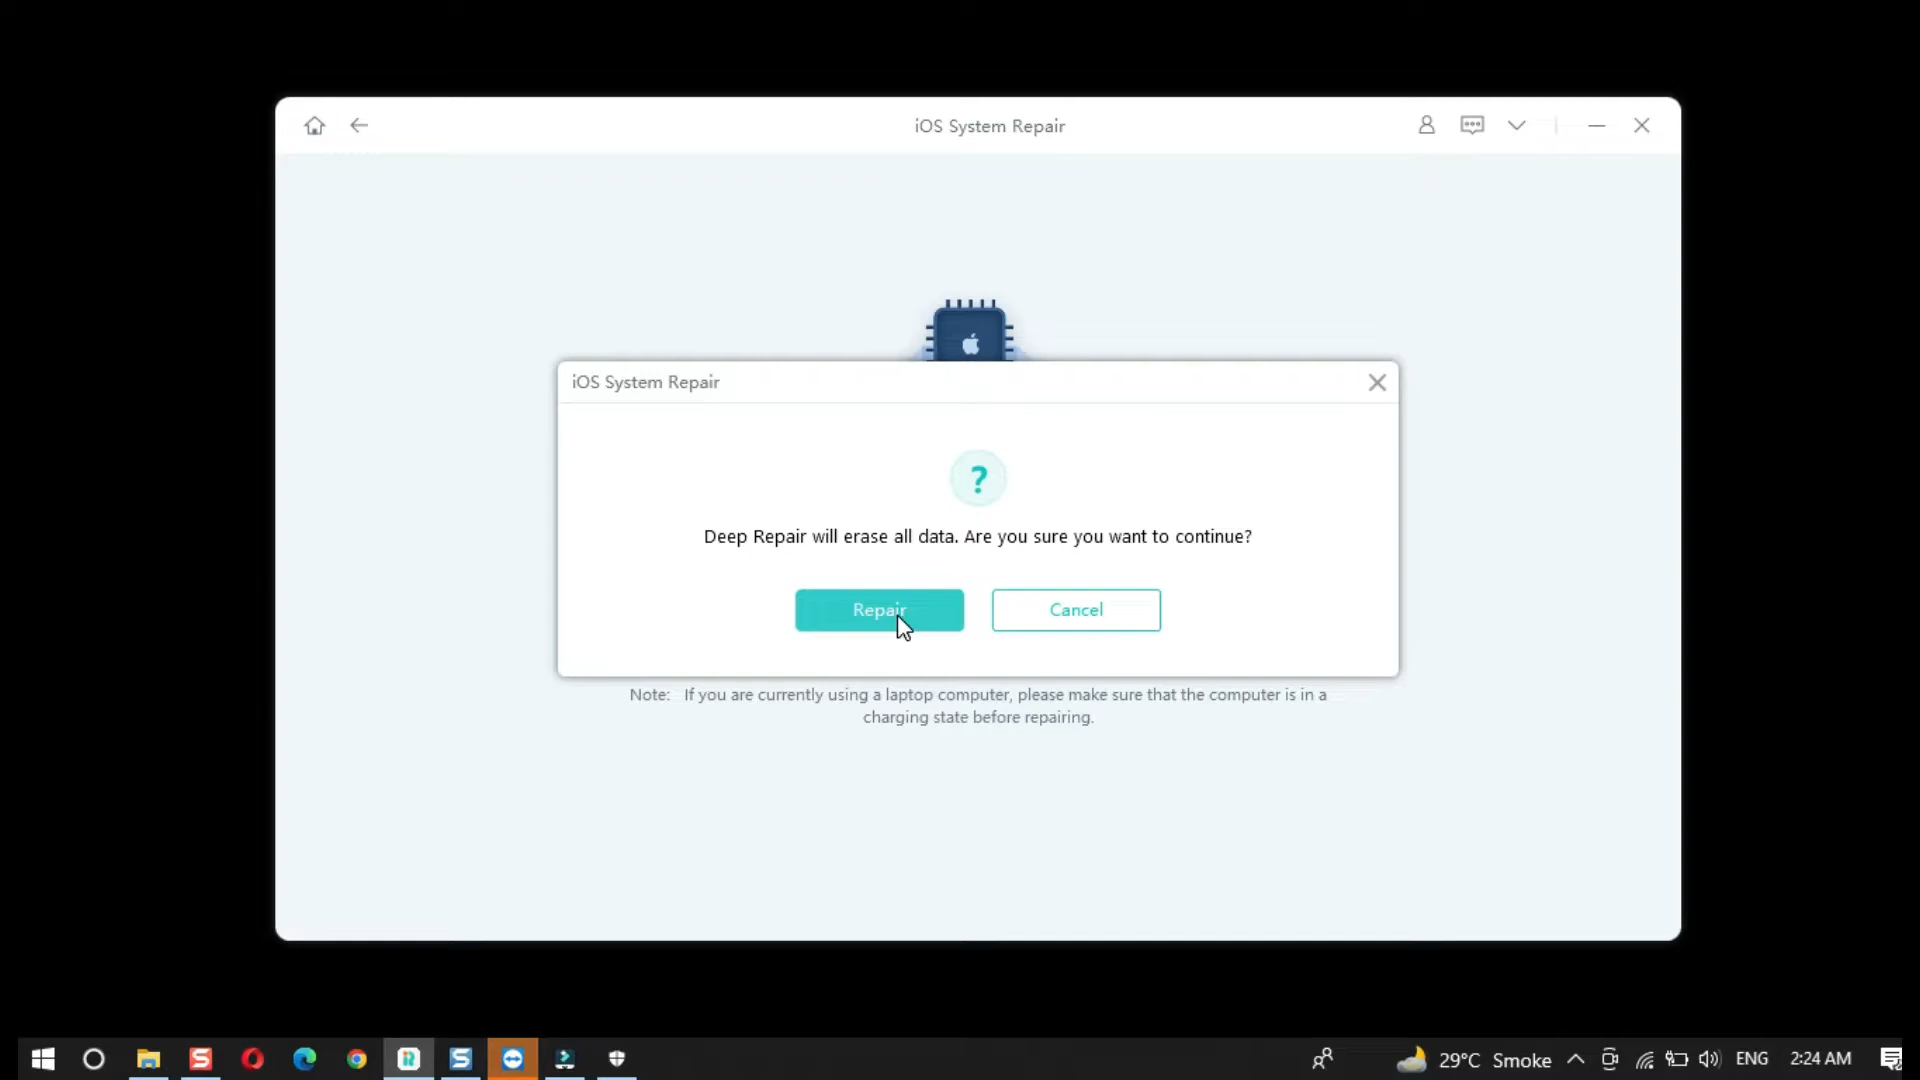 iOS System Repair
iOS System Repair
?
Deep Repair will erase all data. Are you sure you want to continue?
Repair
Cancel
Note: If you are currently using a laptop computer, please make sure that the computer is in a
charging state before repairing.
29°C Smoke
ENG
2:24 AM